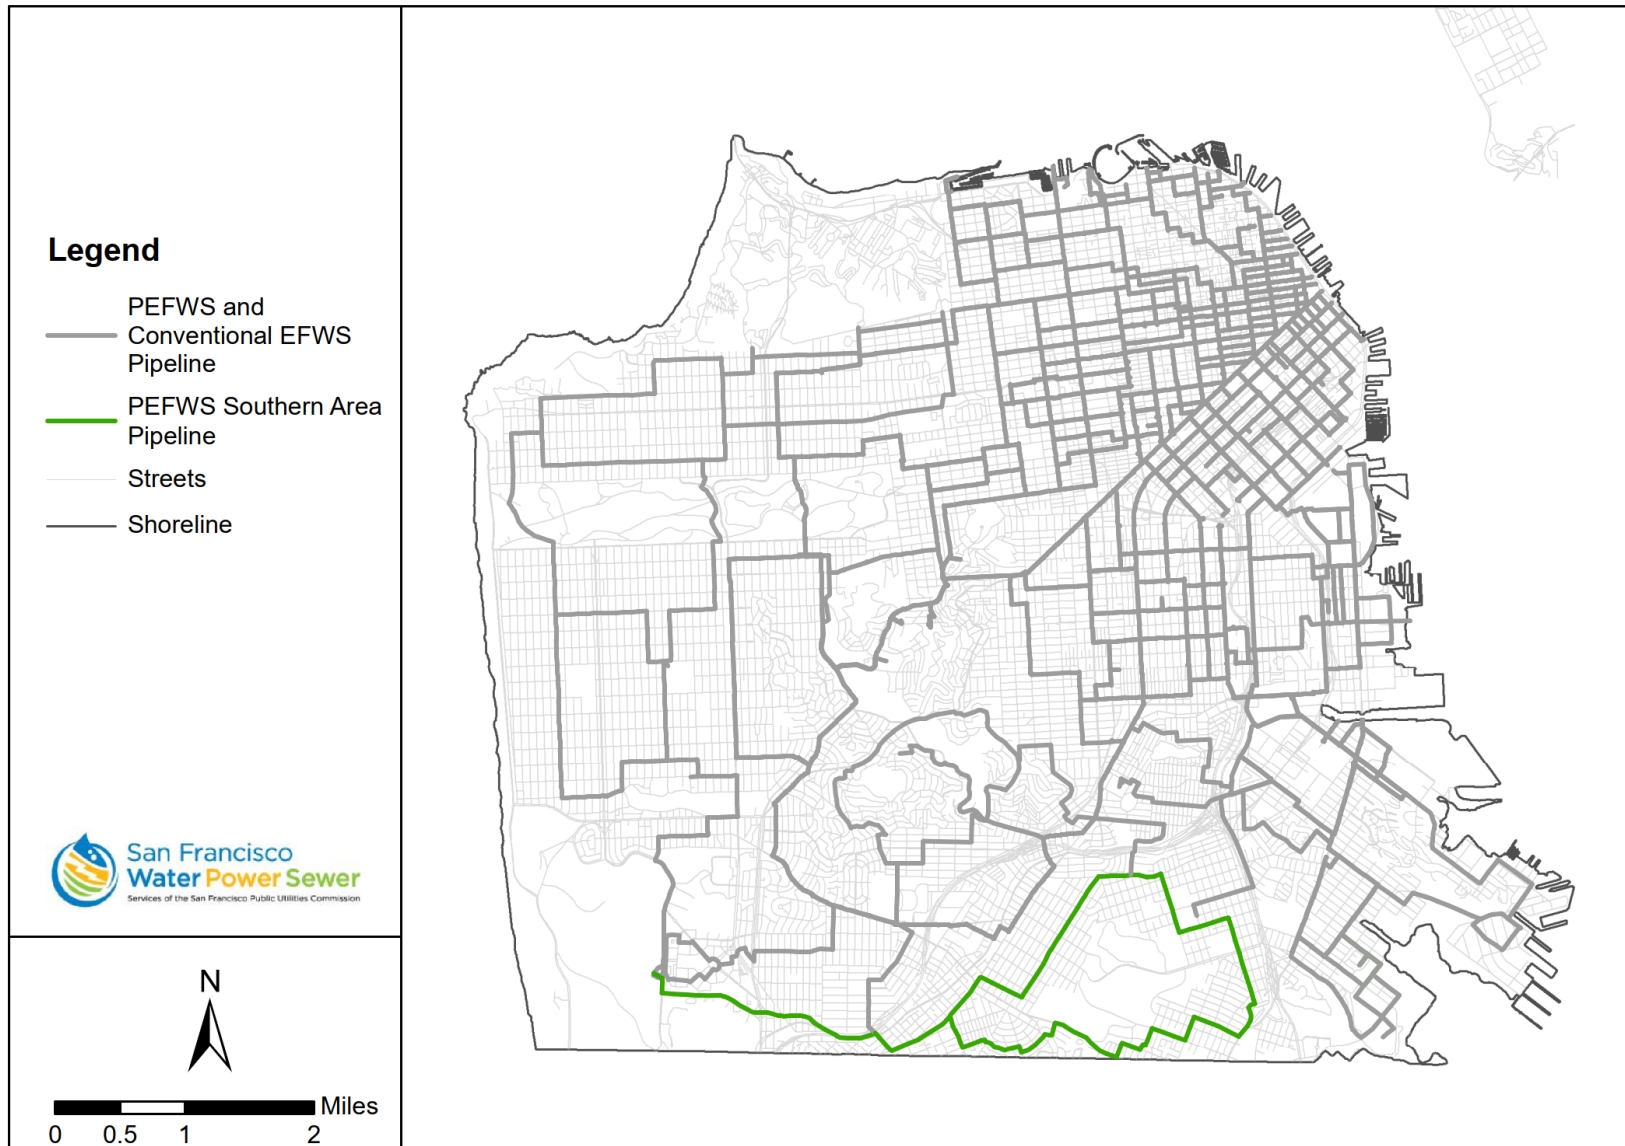 Legend
PEFWS and
Conventional EFWS
Pipeline
PEFWS Southern Area
Pipeline
Streets
Shoreline
San Francisco
Water Power Sewer
Services of the San Francisco Public Utilities Commission
N
Miles
0 0.5 1 2